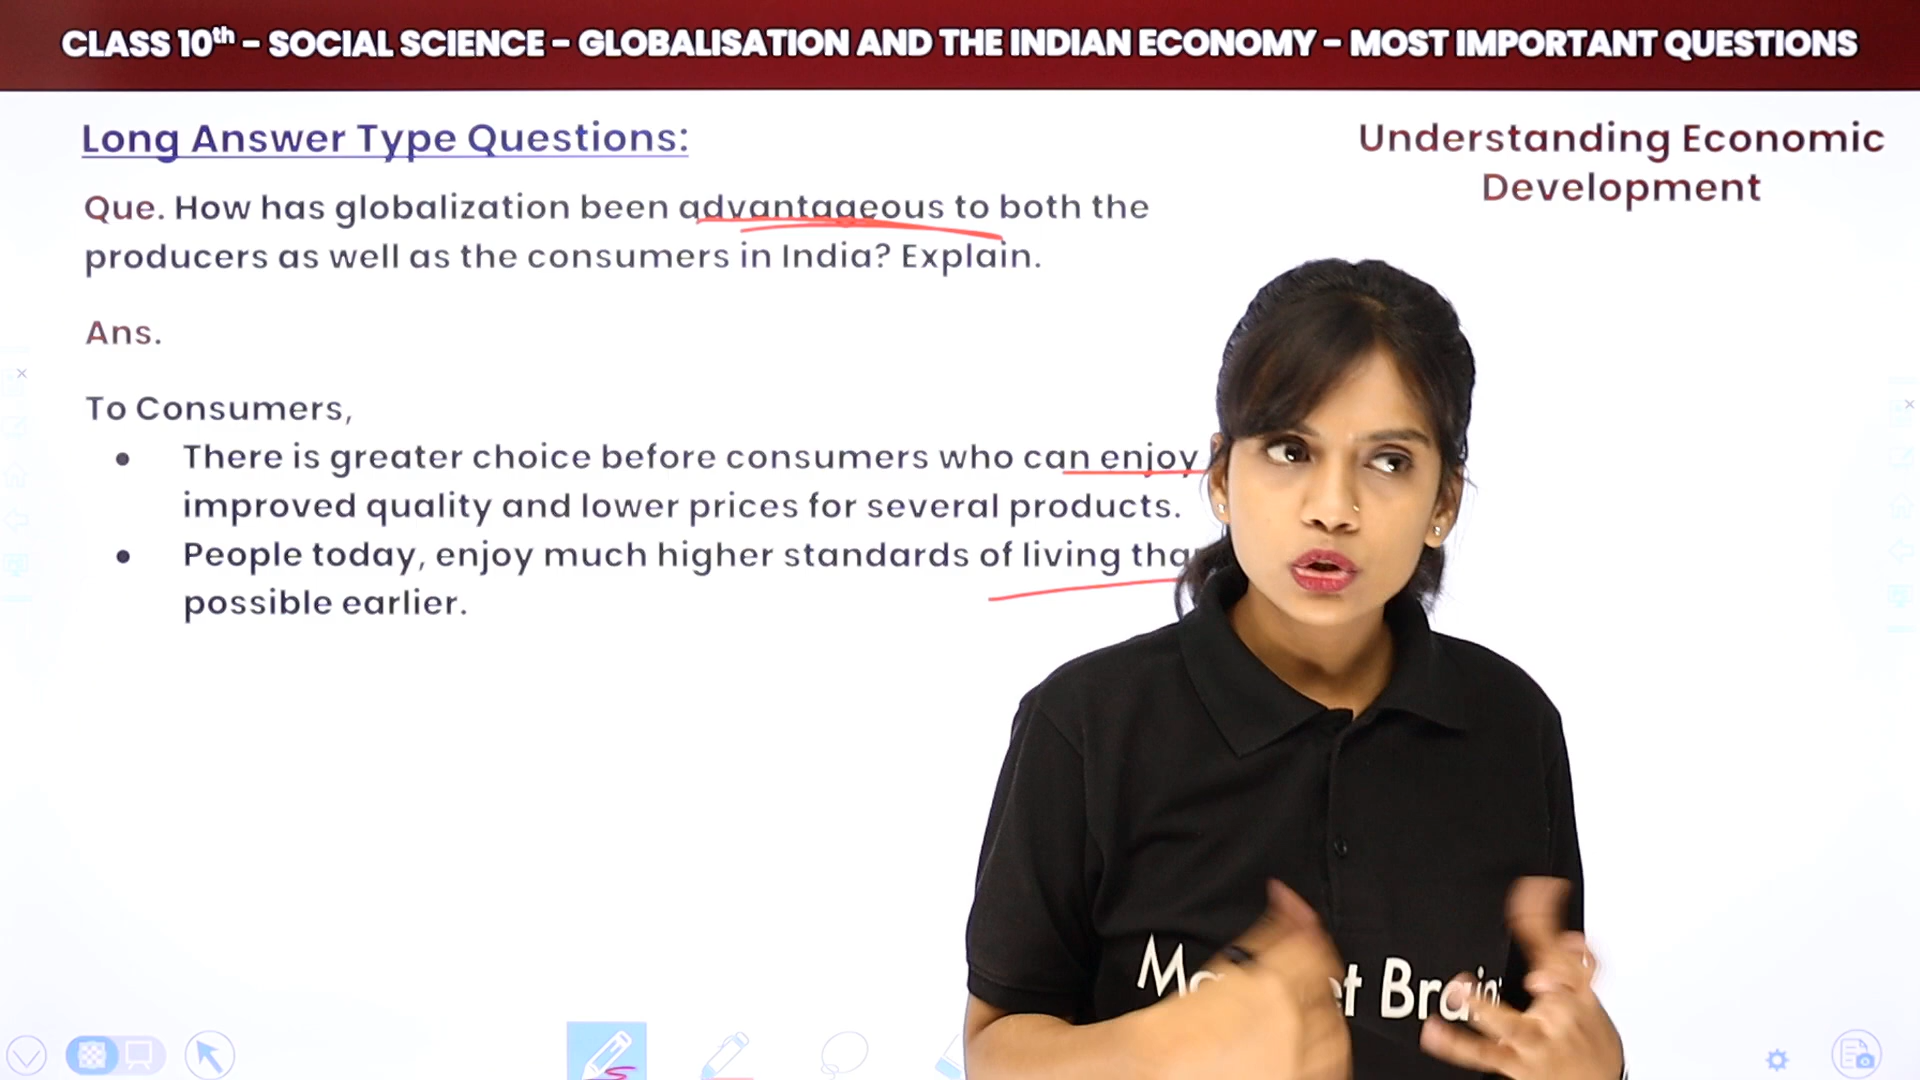 CLASS 10th - SOCIAL SCIENCE - GLOBALISATION AND THE INDIAN ECONOMY - MOST IMPORTANT QUESTIONS
Long Answer Type Questions:
Understanding Economic
Development
Que. How has globalization been advantageous to both the
producers as well as the consumers in India? Explain.
Ans.
To Consumers,
• There is greater choice before consumers who can enjoy
improved quality and lower prices for several products.
• People today, enjoy much higher standards of living
possible earlier.